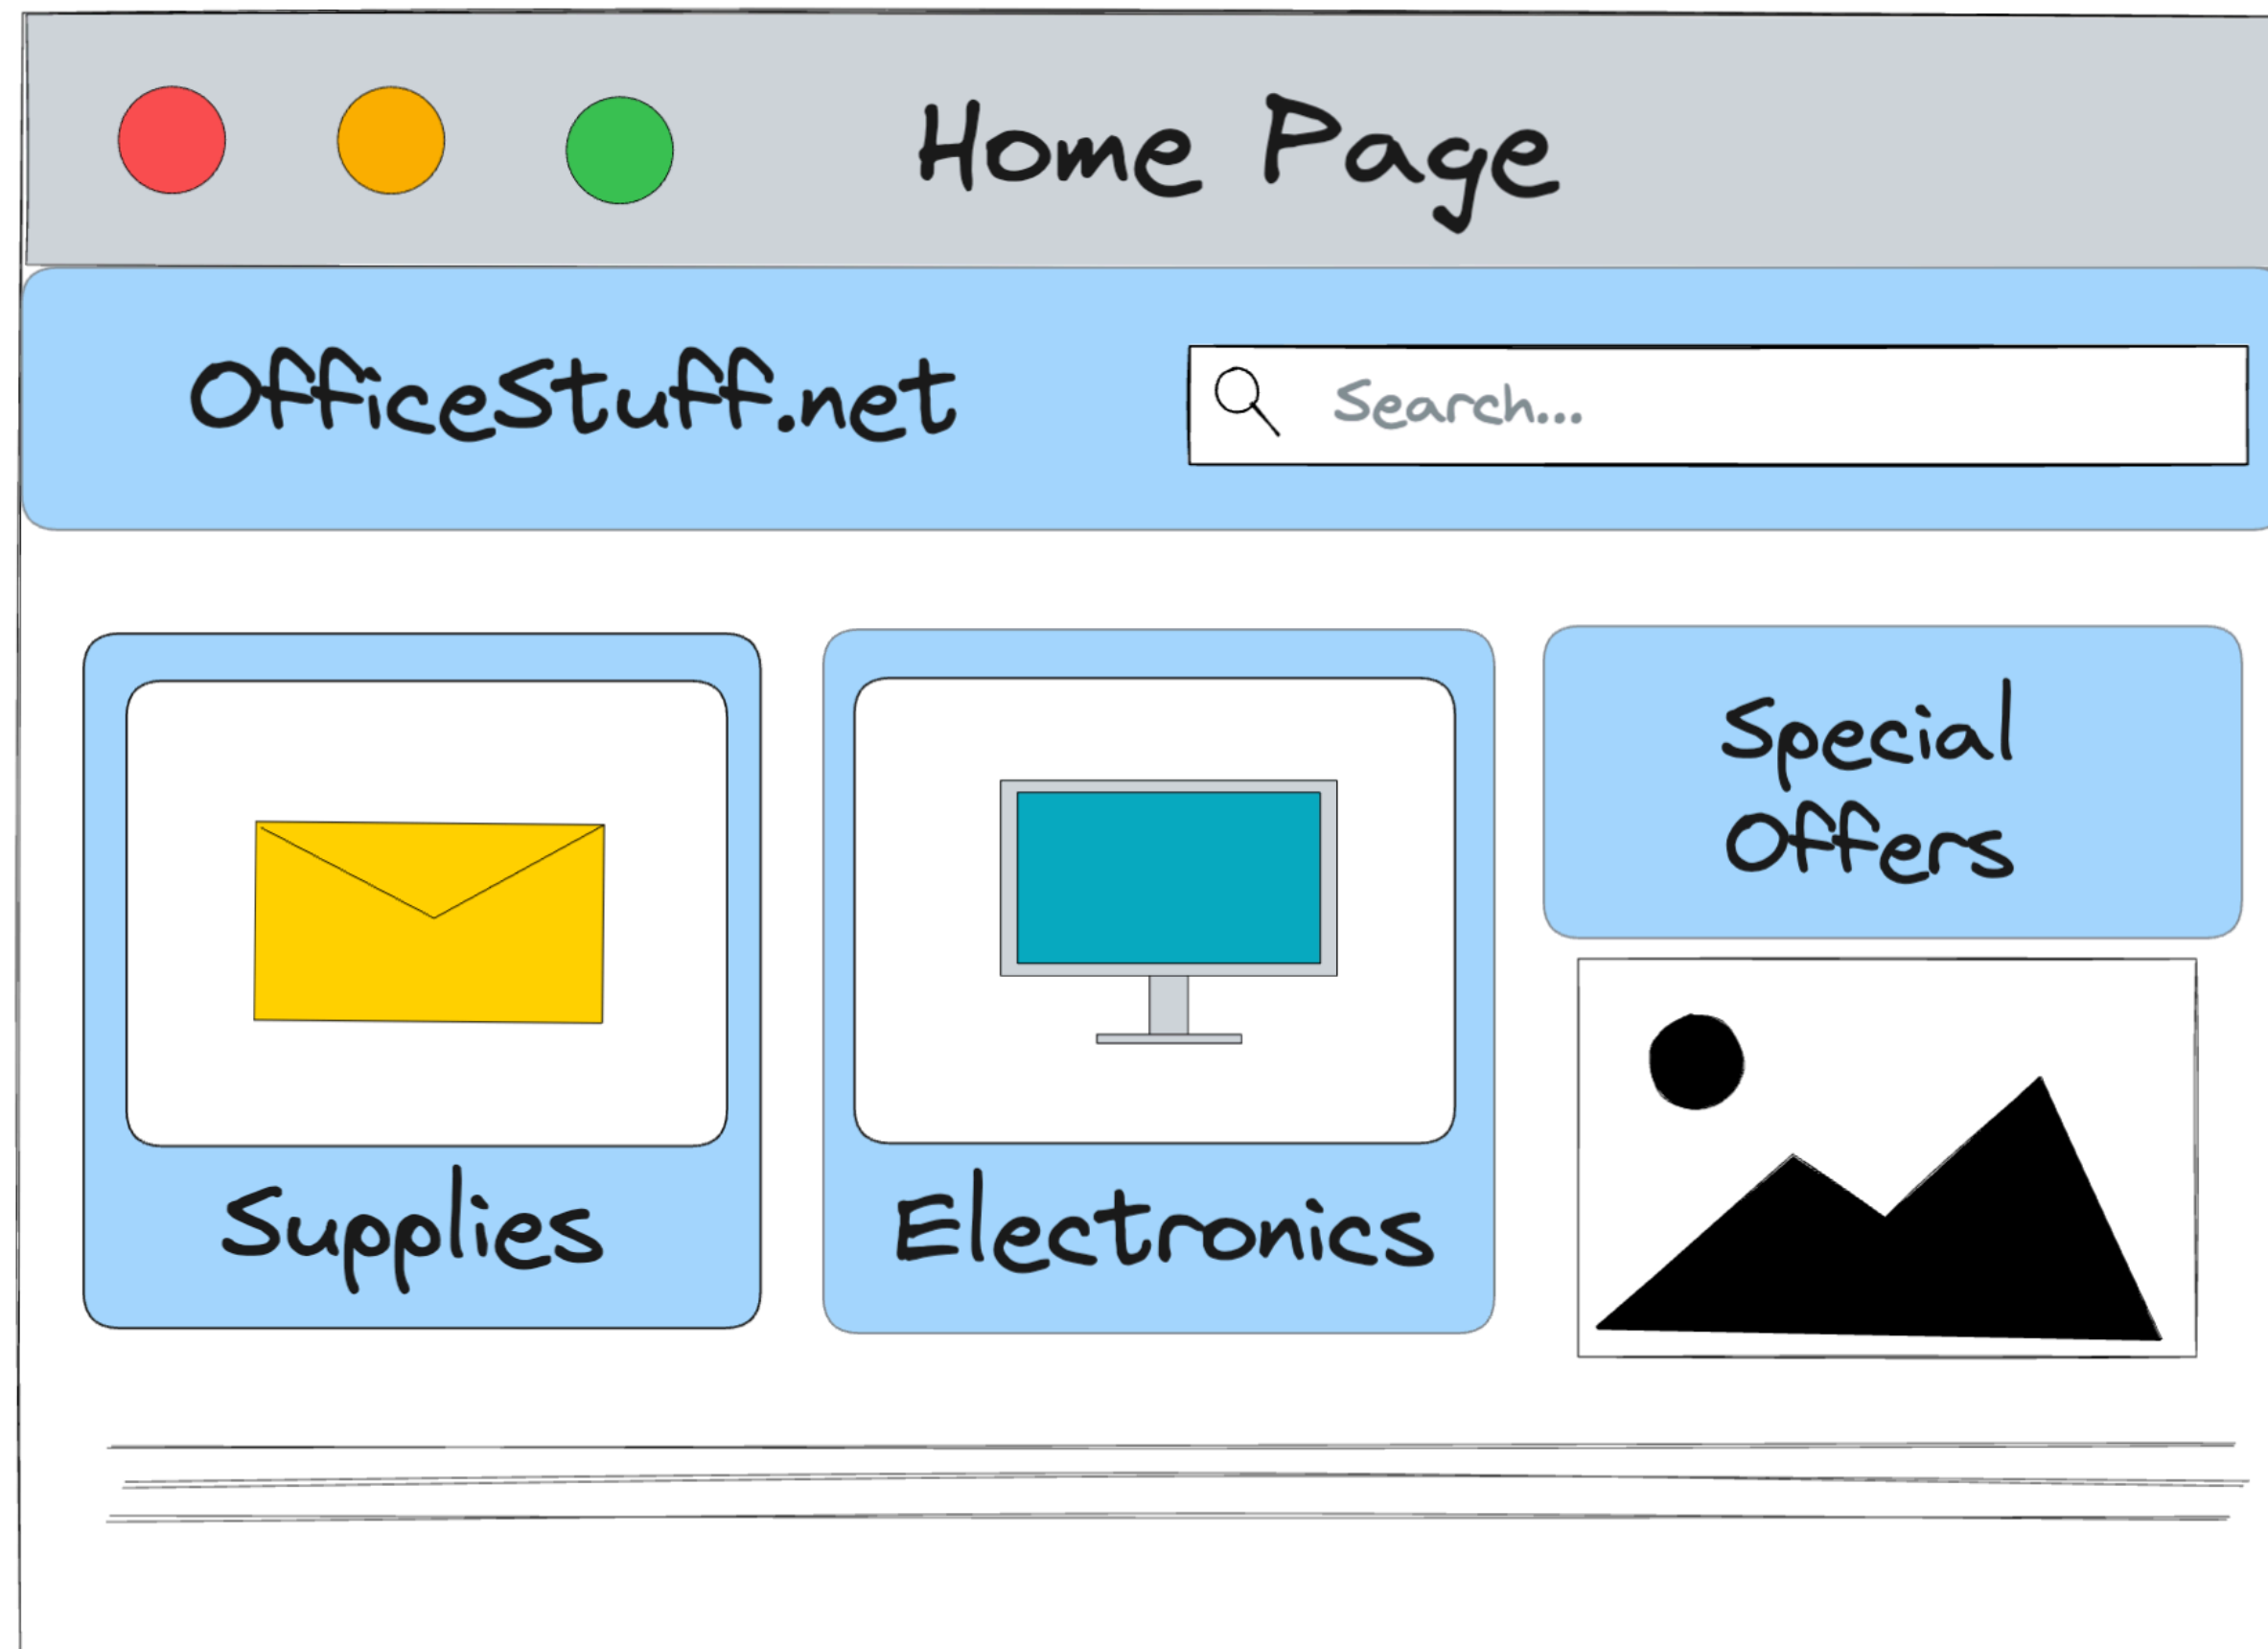 Home Page
OfficeStuff.net
Search...
Special
Offers
Supplies
Electronics